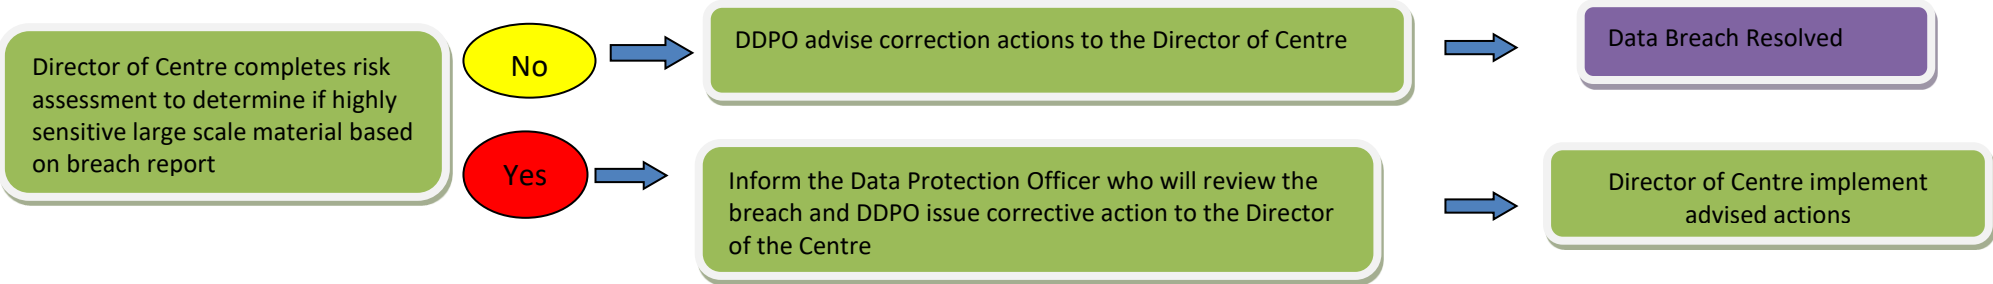 Director of Centre completes risk
assessment to determine if highly
sensitive large scale material based
on breach report
No
DDPO advise correction actions to the Director of Centre
Data Breach Resolved
Yes
Inform the Data Protection Officer who will review the
breach and DDPO issue corrective action to the Director
of the Centre
Director of Centre implement
advised actions